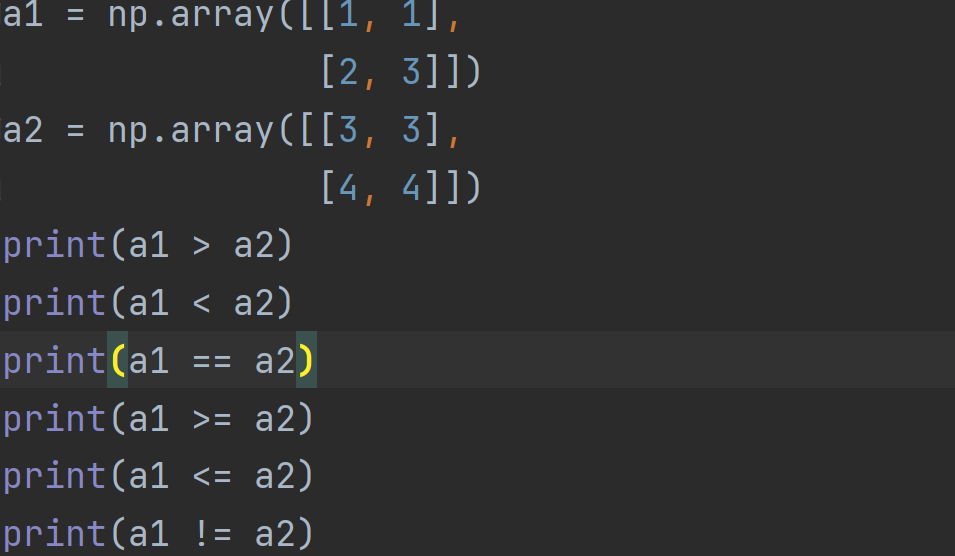 a1 = np.array([[1, 1],
[2, 3]])
a2 = np.array([[3, 3],
[4, 4]])
print(a1 > a2)
print(a1 < a2)
print(a1 == a2)
print(a1 >= a2)
print(a1 <= a2)
print(a1 != a2)